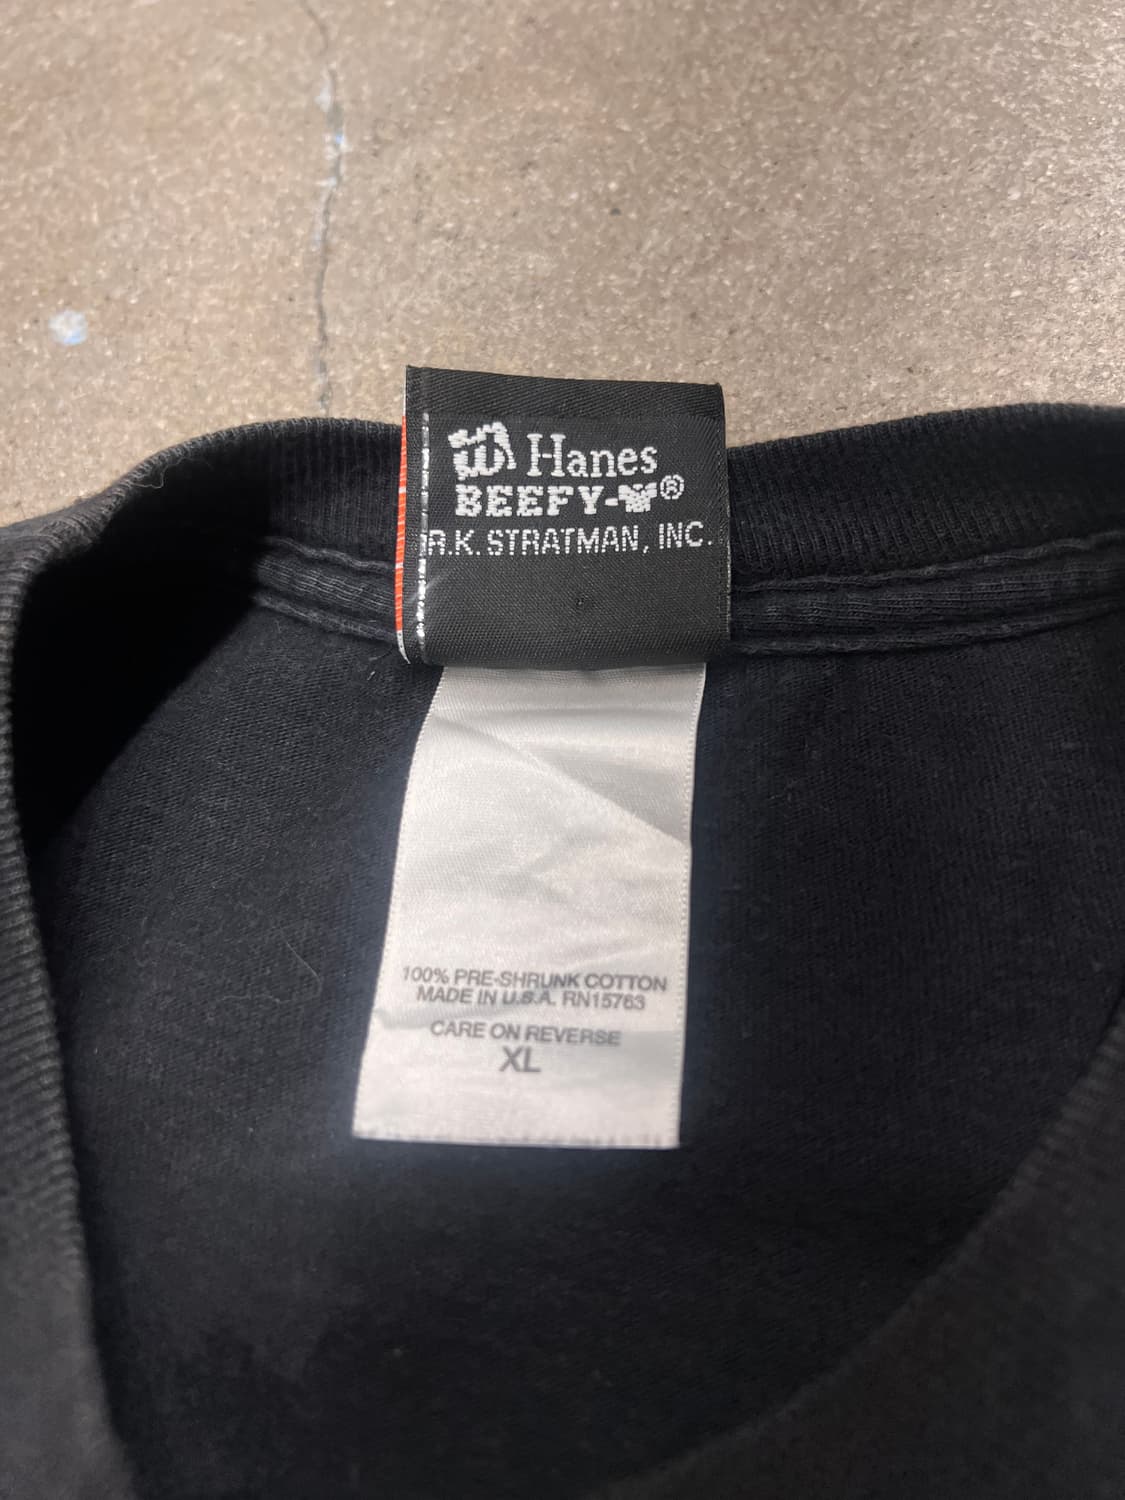 Hanes
BEEFY-T®
R.K. STRATMAN, INC.
100% PRE-SHRUNK COTTON
MADE IN U.S.A. RN15763
CARE ON REVERSE
XL